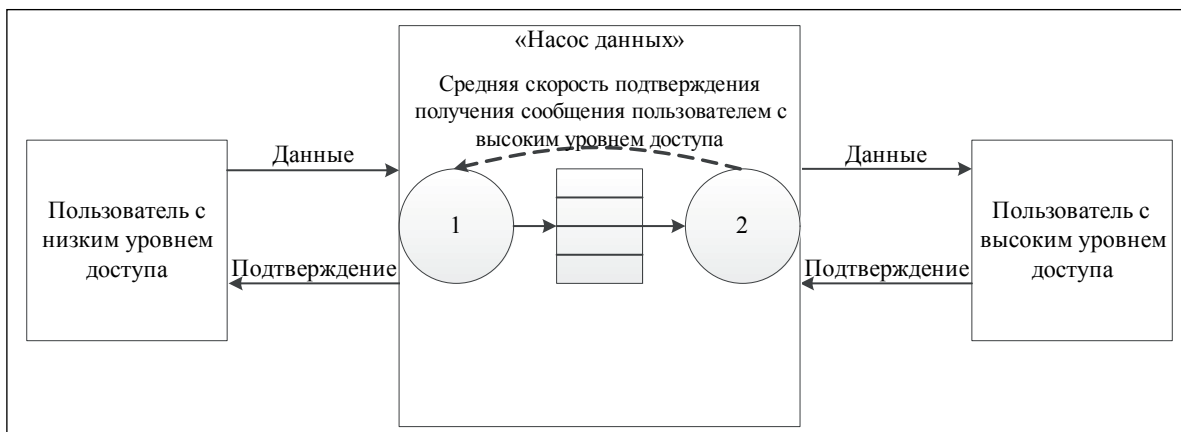 «Насос данных»
Средняя скорость подтверждения
получения сообщения пользователем с
высоким уровнем доступа
Данные
Данные
Пользователь с
низким уровнем
доступа
1
2
Пользователь с
высоким уровнем
доступа
Подтверждение
Подтверждение